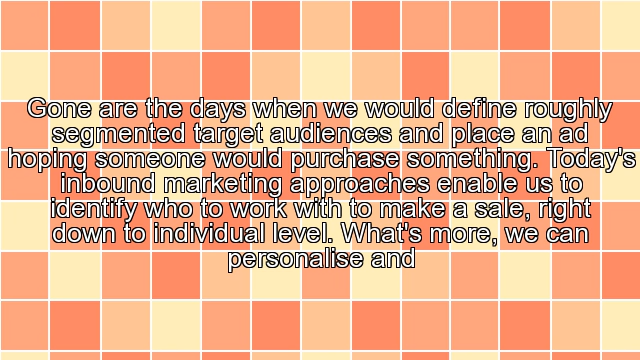 Gone are the days when we would define roughly
segmented target audiences and place an ad
hoping someone would purchase something. Today's
inbound marketing approaches enable us to
identify who to work with to make a sale, right
down to individual level. What's more, we can
personalise and